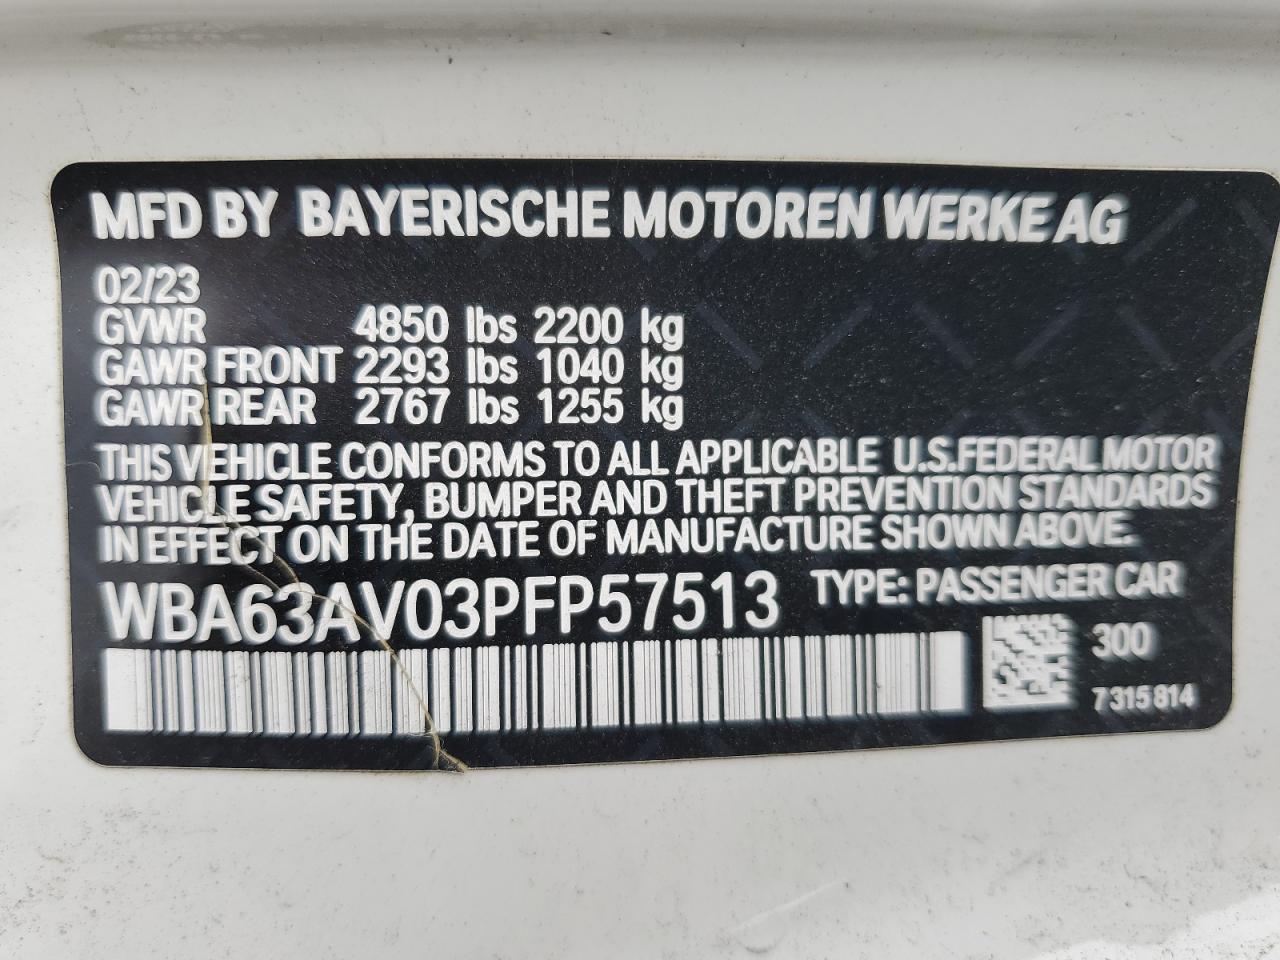 MFD BY BAYERISCHE MOTOREN WERKE AG
02/23
GVWR 4850 lbs 2200 kg
GAWR FRONT 2293 lbs 1040 kg
GAWR REAR 2767 lbs 1255 kg
THIS VEHICLE CONFORMS TO ALL APPLICABLE U.S.FEDERAL MOTOR
VEHICLE SAFETY, BUMPER AND THEFT PREVENTION STANDARDS
IN EFFECT ON THE DATE OF MANUFACTURE SHOWN ABOVE.
WBA63AV03PFP57513 TYPE: PASSENGER CAR
300
7 315 814